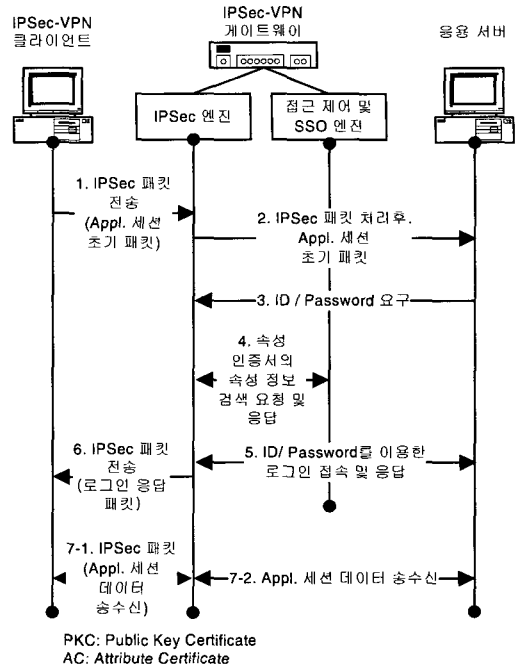 IPSec-VPN
클라이언트
IPSec-VPN
게이트웨이
응용 서버
IPSec 엔진
접근 제어 및
SSO 엔진
1. IPSec 패킷
전송
(Appl. 세션
초기 패킷)
2. IPSec 패킷 처리후,
Appl. 세션
초기 패킷
3. ID / Password 요구
4. 속성
인증서의
속성 정보
검색 요청 및
응답
5. ID/ Password를 이용한
로그인 접속 및 응답
6. IPSec 패킷
전송
(로그인 응답
패킷)
7-1. IPSec 패킷
(Appl. 세션
데이터
송수신)
7-2. Appl. 세션 데이터 송수신
PKC: Public Key Certificate
AC: Attribute Certificate